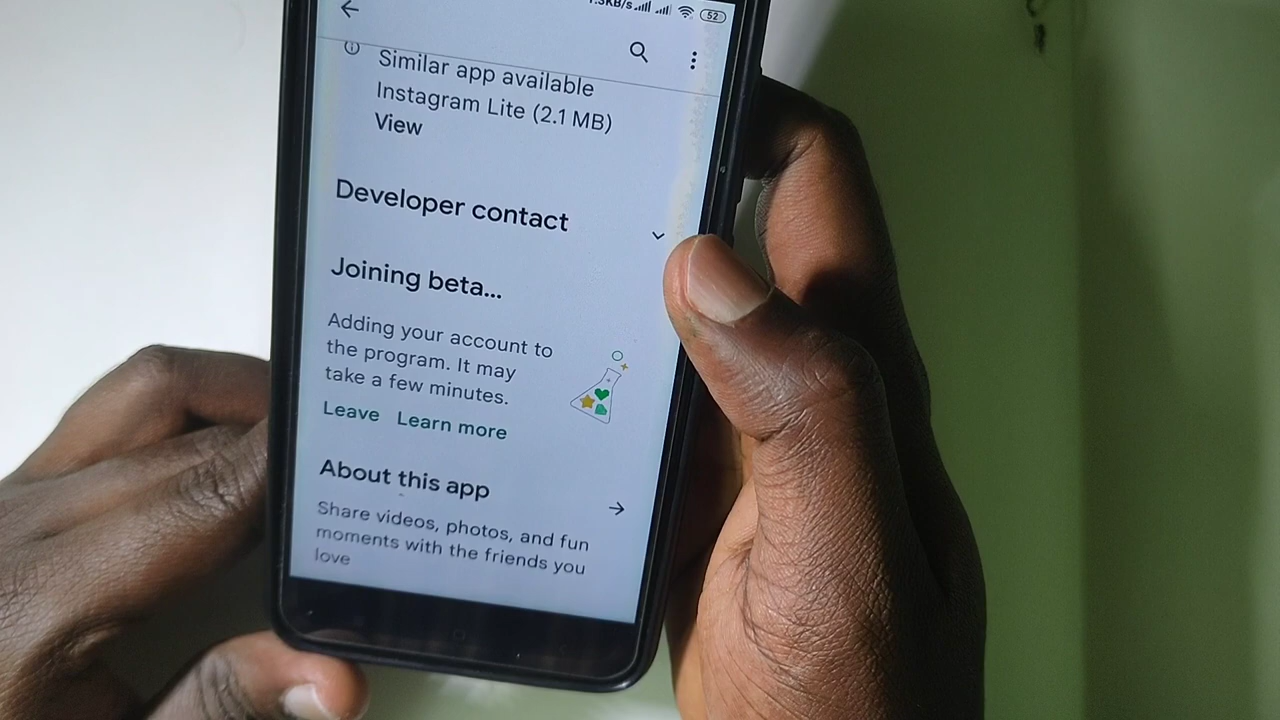 52
Similar app available
Instagram Lite (2.1 MB)
View
Developer contact
Joining beta...
Adding your account to
the program. It may
take a few minutes.
Leave Learn more
About this app
Share videos, photos, and fun
moments with the friends you
love